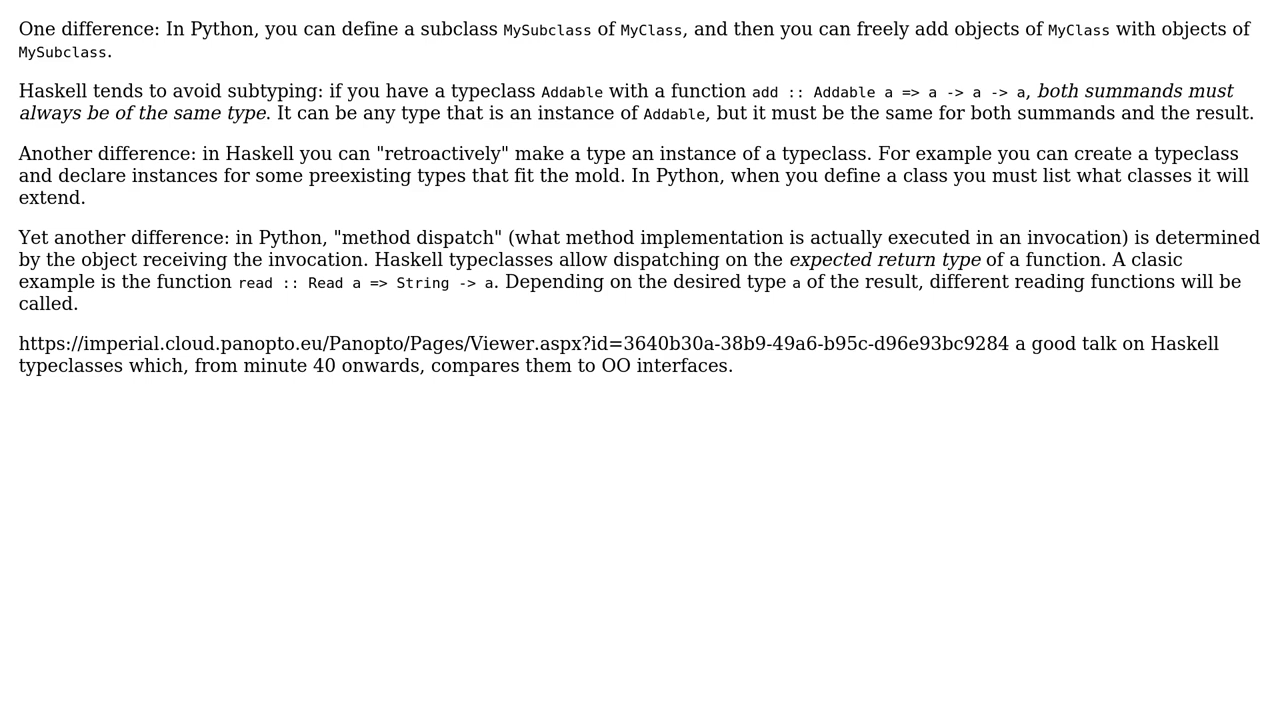 One difference: In Python, you can define a subclass MySubclass of MyClass, and then you can freely add objects of MyClass with objects of
MySubclass.
Haskell tends to avoid subtyping: if you have a typeclass Addable with a function add :: Addable a => a -> a -> a, both summands must
always be of the same type. It can be any type that is an instance of Addable, but it must be the same for both summands and the result.
Another difference: in Haskell you can "retroactively" make a type an instance of a typeclass. For example you can create a typeclass
and declare instances for some preexisting types that fit the mold. In Python, when you define a class you must list what classes it will
extend.
Yet another difference: in Python, "method dispatch" (what method implementation is actually executed in an invocation) is determined
by the object receiving the invocation. Haskell typeclasses allow dispatching on the expected return type of a function. A clasic
example is the function read :: Read a => String -> a. Depending on the desired type a of the result, different reading functions will be
called.
https://imperial.cloud.panopto.eu/Panopto/Pages/Viewer.aspx?id=3640b30a-38b9-49a6-b95c-d96e93bc9284 a good talk on Haskell
typeclasses which, from minute 40 onwards, compares them to OO interfaces.